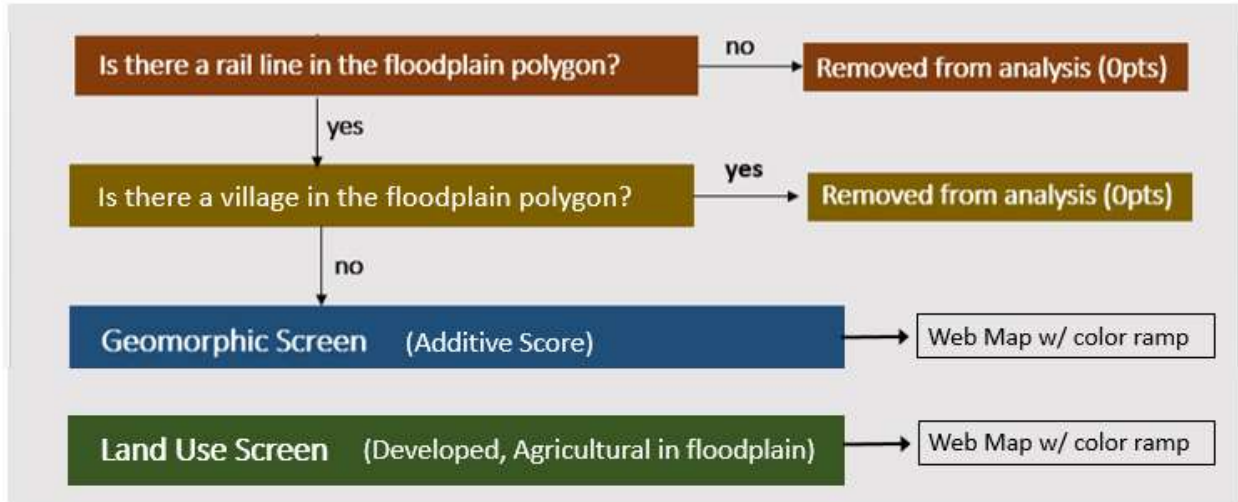 Is there a rail line in the floodplain polygon?
no
Removed from analysis (0pts)
yes
Is there a village in the floodplain polygon?
yes
Removed from analysis (0pts)
no
Geomorphic Screen (Additive Score)
Web Map w/ color ramp
Land Use Screen (Developed, Agricultural in floodplain)
Web Map w/ color ramp